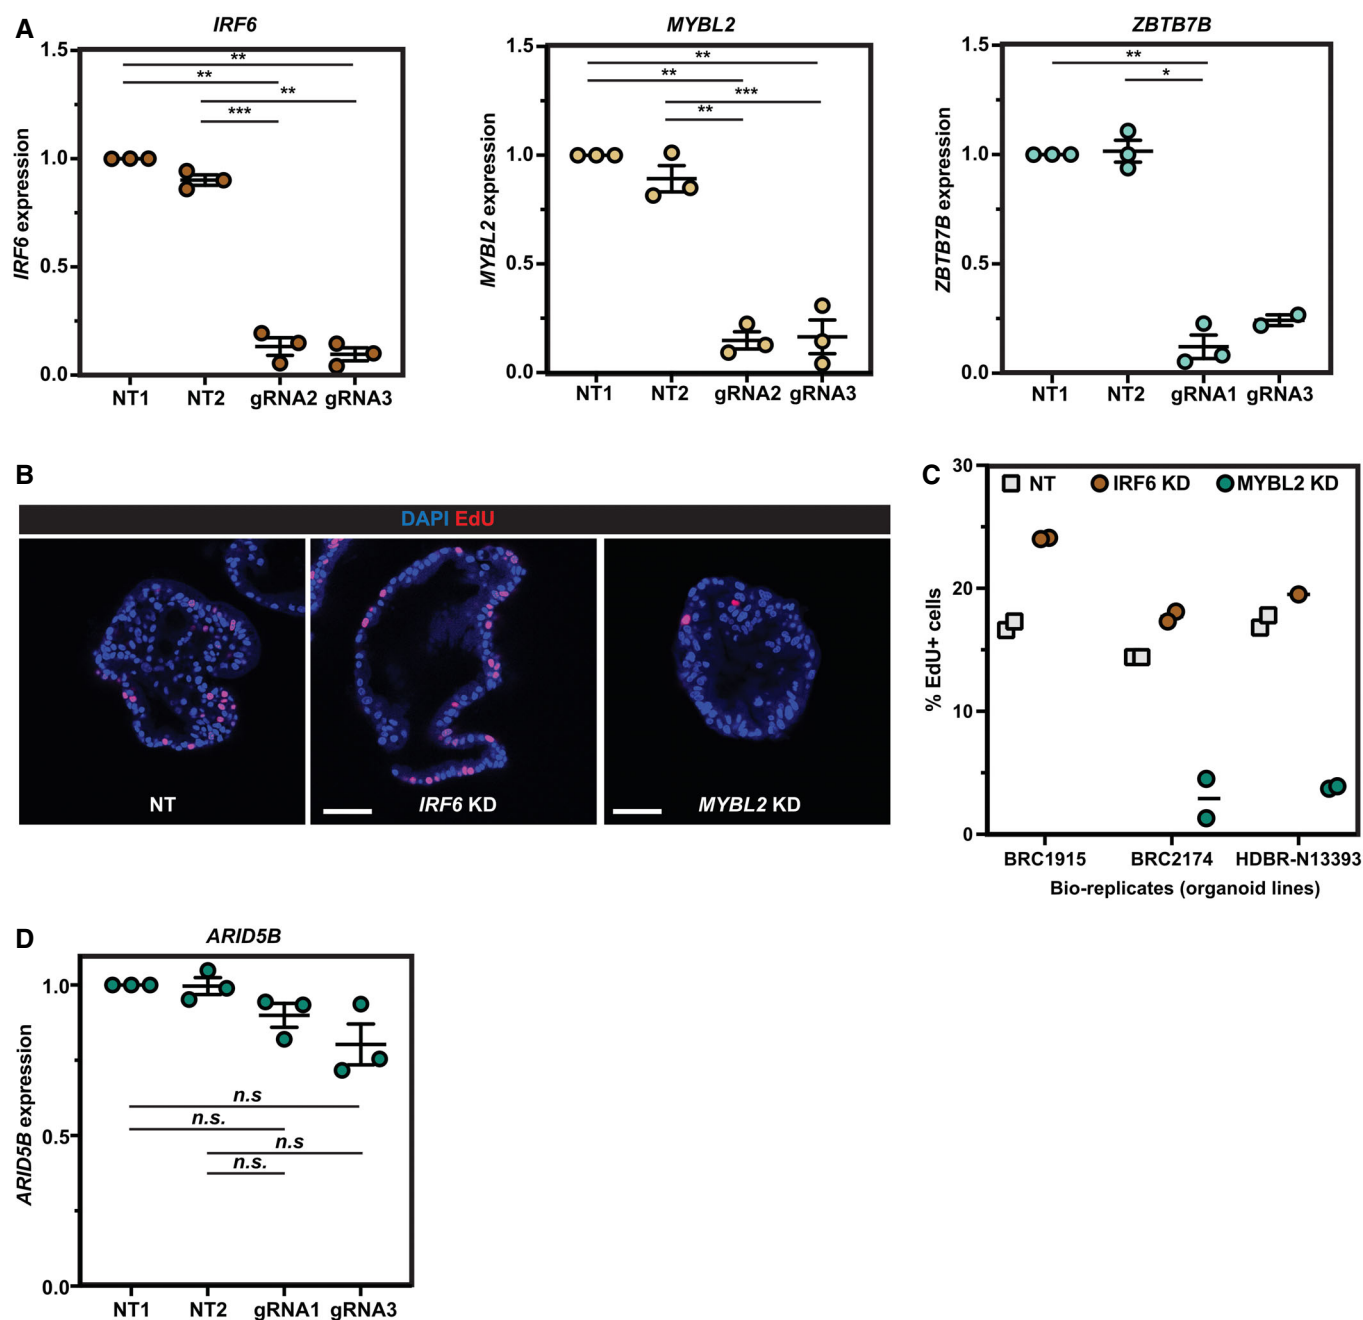 A
IRF6
MYBL2
ZBTB7B
IRF6 expression
1.5
1.0
0.5
0.0
**
**
**
***
NT1 NT2 gRNA2 gRNA3
MYBL2 expression
1.5
1.0
0.5
0.0
**
**
***
**
NT1 NT2 gRNA2 gRNA3
ZBTB7B expression
1.5
1.0
0.5
0.0
**
*
NT1 NT2 gRNA1 gRNA3
B
DAPI EdU
NT
IRF6 KD
MYBL2 KD
C
% EdU+ cells
30
20
10
0
NT IRF6 KD MYBL2 KD
BRC1915 BRC2174 HDBR-N13393
Bio-replicates (organoid lines)
D
ARID5B
ARID5B expression
1.0
0.5
0.0
n.s
n.s.
n.s
n.s.
NT1 NT2 gRNA1 gRNA3